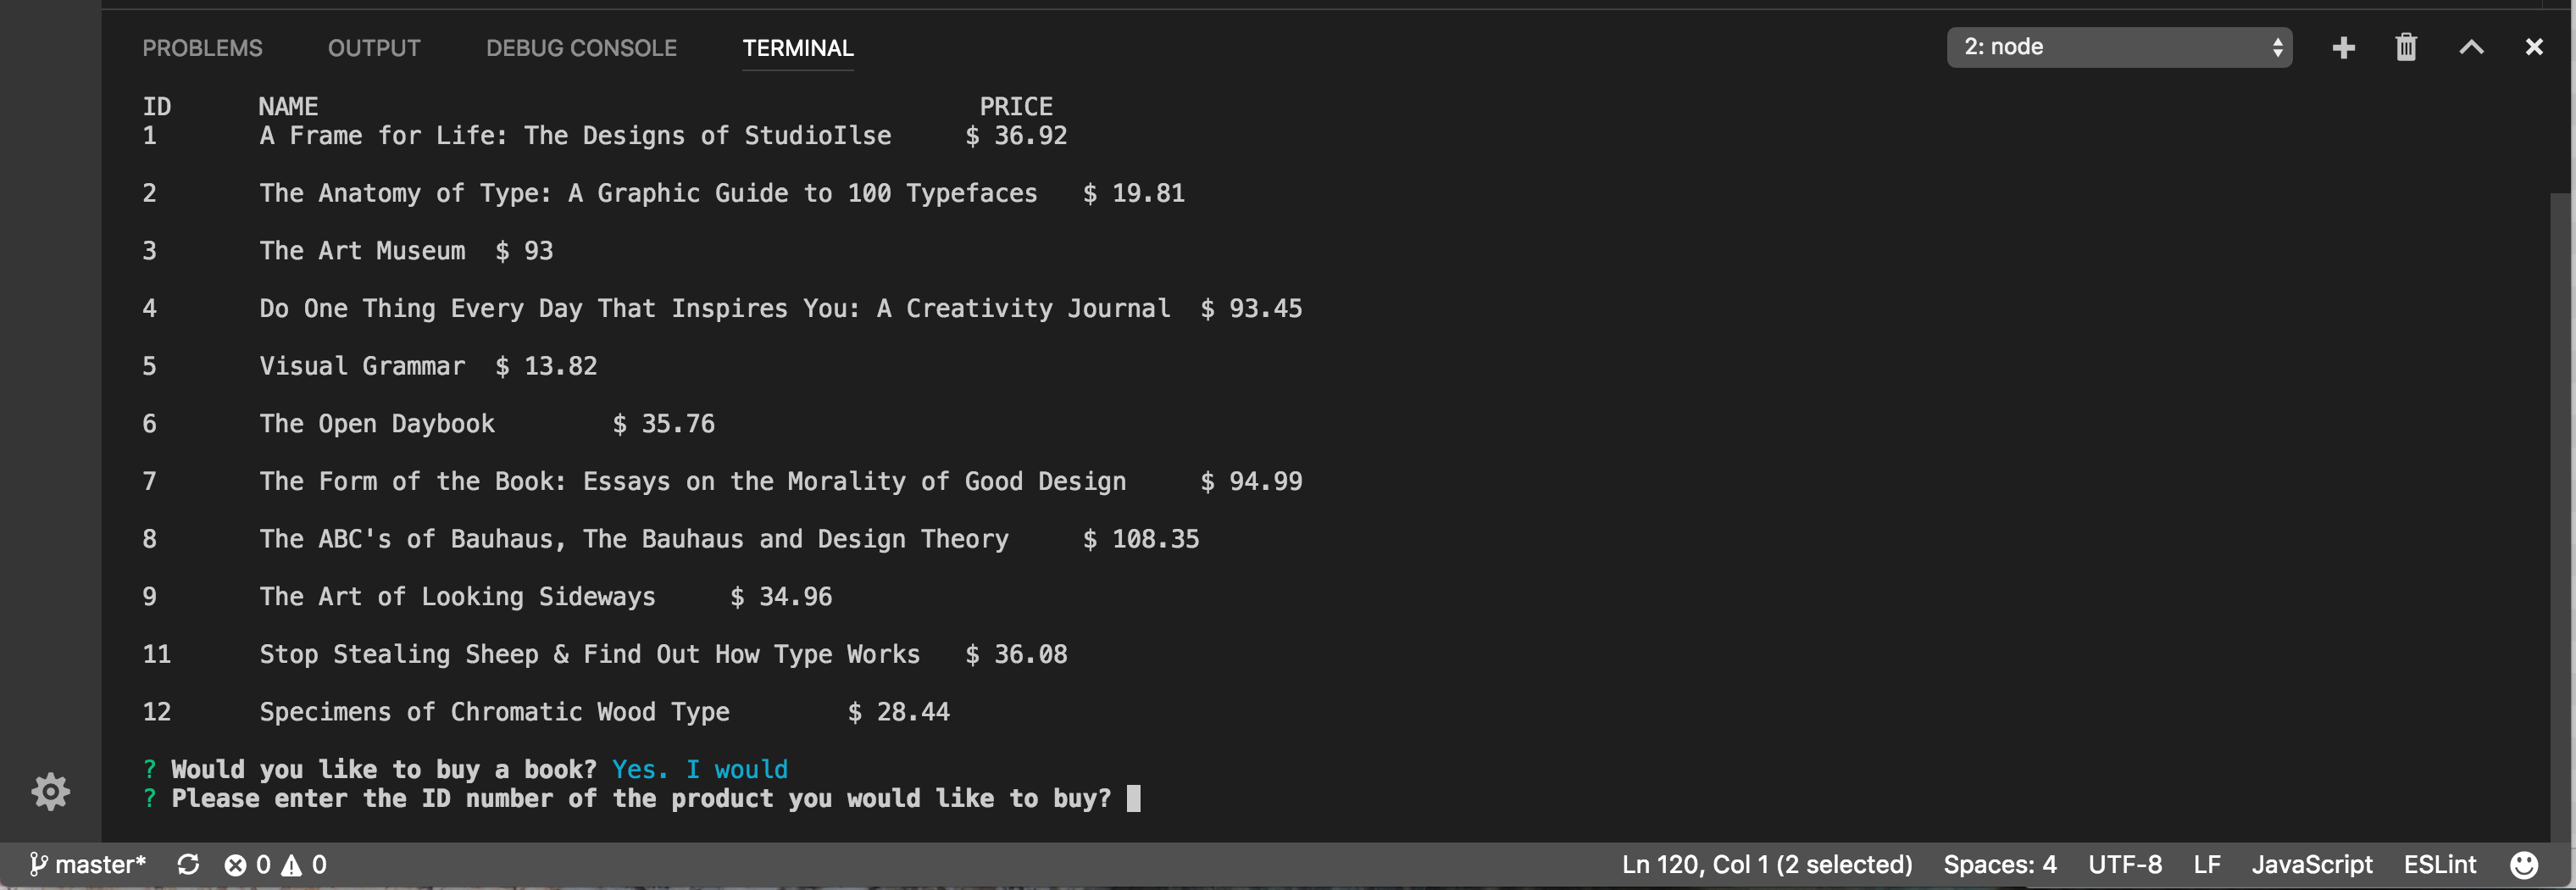 PROBLEMS OUTPUT DEBUG CONSOLE TERMINAL 2: node
ID NAME PRICE
1 A Frame for Life: The Designs of StudioIlse $ 36.92
2 The Anatomy of Type: A Graphic Guide to 100 Typefaces $ 19.81
3 The Art Museum $ 93
4 Do One Thing Every Day That Inspires You: A Creativity Journal $ 93.45
5 Visual Grammar $ 13.82
6 The Open Daybook $ 35.76
7 The Form of the Book: Essays on the Morality of Good Design $ 94.99
8 The ABC's of Bauhaus, The Bauhaus and Design Theory $ 108.35
9 The Art of Looking Sideways $ 34.96
11 Stop Stealing Sheep & Find Out How Type Works $ 36.08
12 Specimens of Chromatic Wood Type $ 28.44
? Would you like to buy a book? Yes. I would
? Please enter the ID number of the product you would like to buy?
master* 0 0 Ln 120, Col 1 (2 selected) Spaces: 4 UTF-8 LF JavaScript ESLint